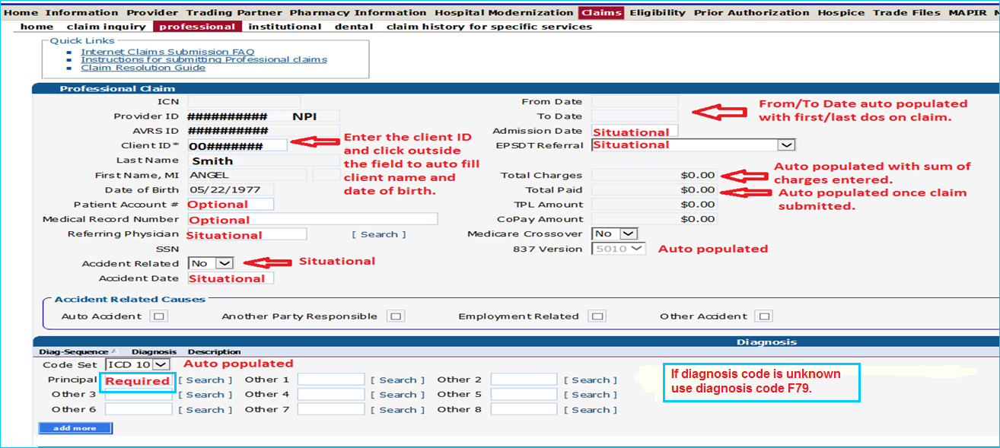 Home Information Provider Trading Partner Pharmacy Information Hospital Modernization Claims Eligibility Prior Authorization Hospice Trade Files MAPIR
home claim inquiry professional institutional dental claim history for specific services
Quick Links
Internet Claims Submission FAQ
Instructions for submitting Professional claims
Claim Resolution Guide
Professional Claim
ICN
Provider ID ########## NPI
AVRS ID ##########
Client ID* 00#######
Enter the client ID
and click outside
the field to auto fill
client name and
date of birth.
Last Name Smith
First Name, MI ANGEL
Date of Birth 05/22/1977
Patient Account # Optional
Medical Record Number Optional
Referring Physician Situational [ Search ]
SSN
Accident Related No Situational
Accident Date Situational
From Date
To Date
From/To Date auto populated
with first/last dos on claim.
Admission Date Situational
EPSDT Referral Situational
Total Charges $0.00
Auto populated with sum of
charges entered.
Total Paid $0.00
Auto populated once claim
submitted.
TPL Amount $0.00
CoPay Amount $0.00
Medicare Crossover No
837 Version 5010 Auto populated
Accident Related Causes
Auto Accident Another Party Responsible Employment Related Other Accident
Diagnosis
Diag-Sequence Diagnosis Description
Code Set ICD 10 Auto populated
Principal Required [ Search ] Other 1 [ Search ] Other 2 [ Search ]
Other 3 [ Search ] Other 4 [ Search ] Other 5 [ Search ]
Other 6 [ Search ] Other 7 [ Search ] Other 8 [ Search ]
If diagnosis code is unknown
use diagnosis code F79.
add more